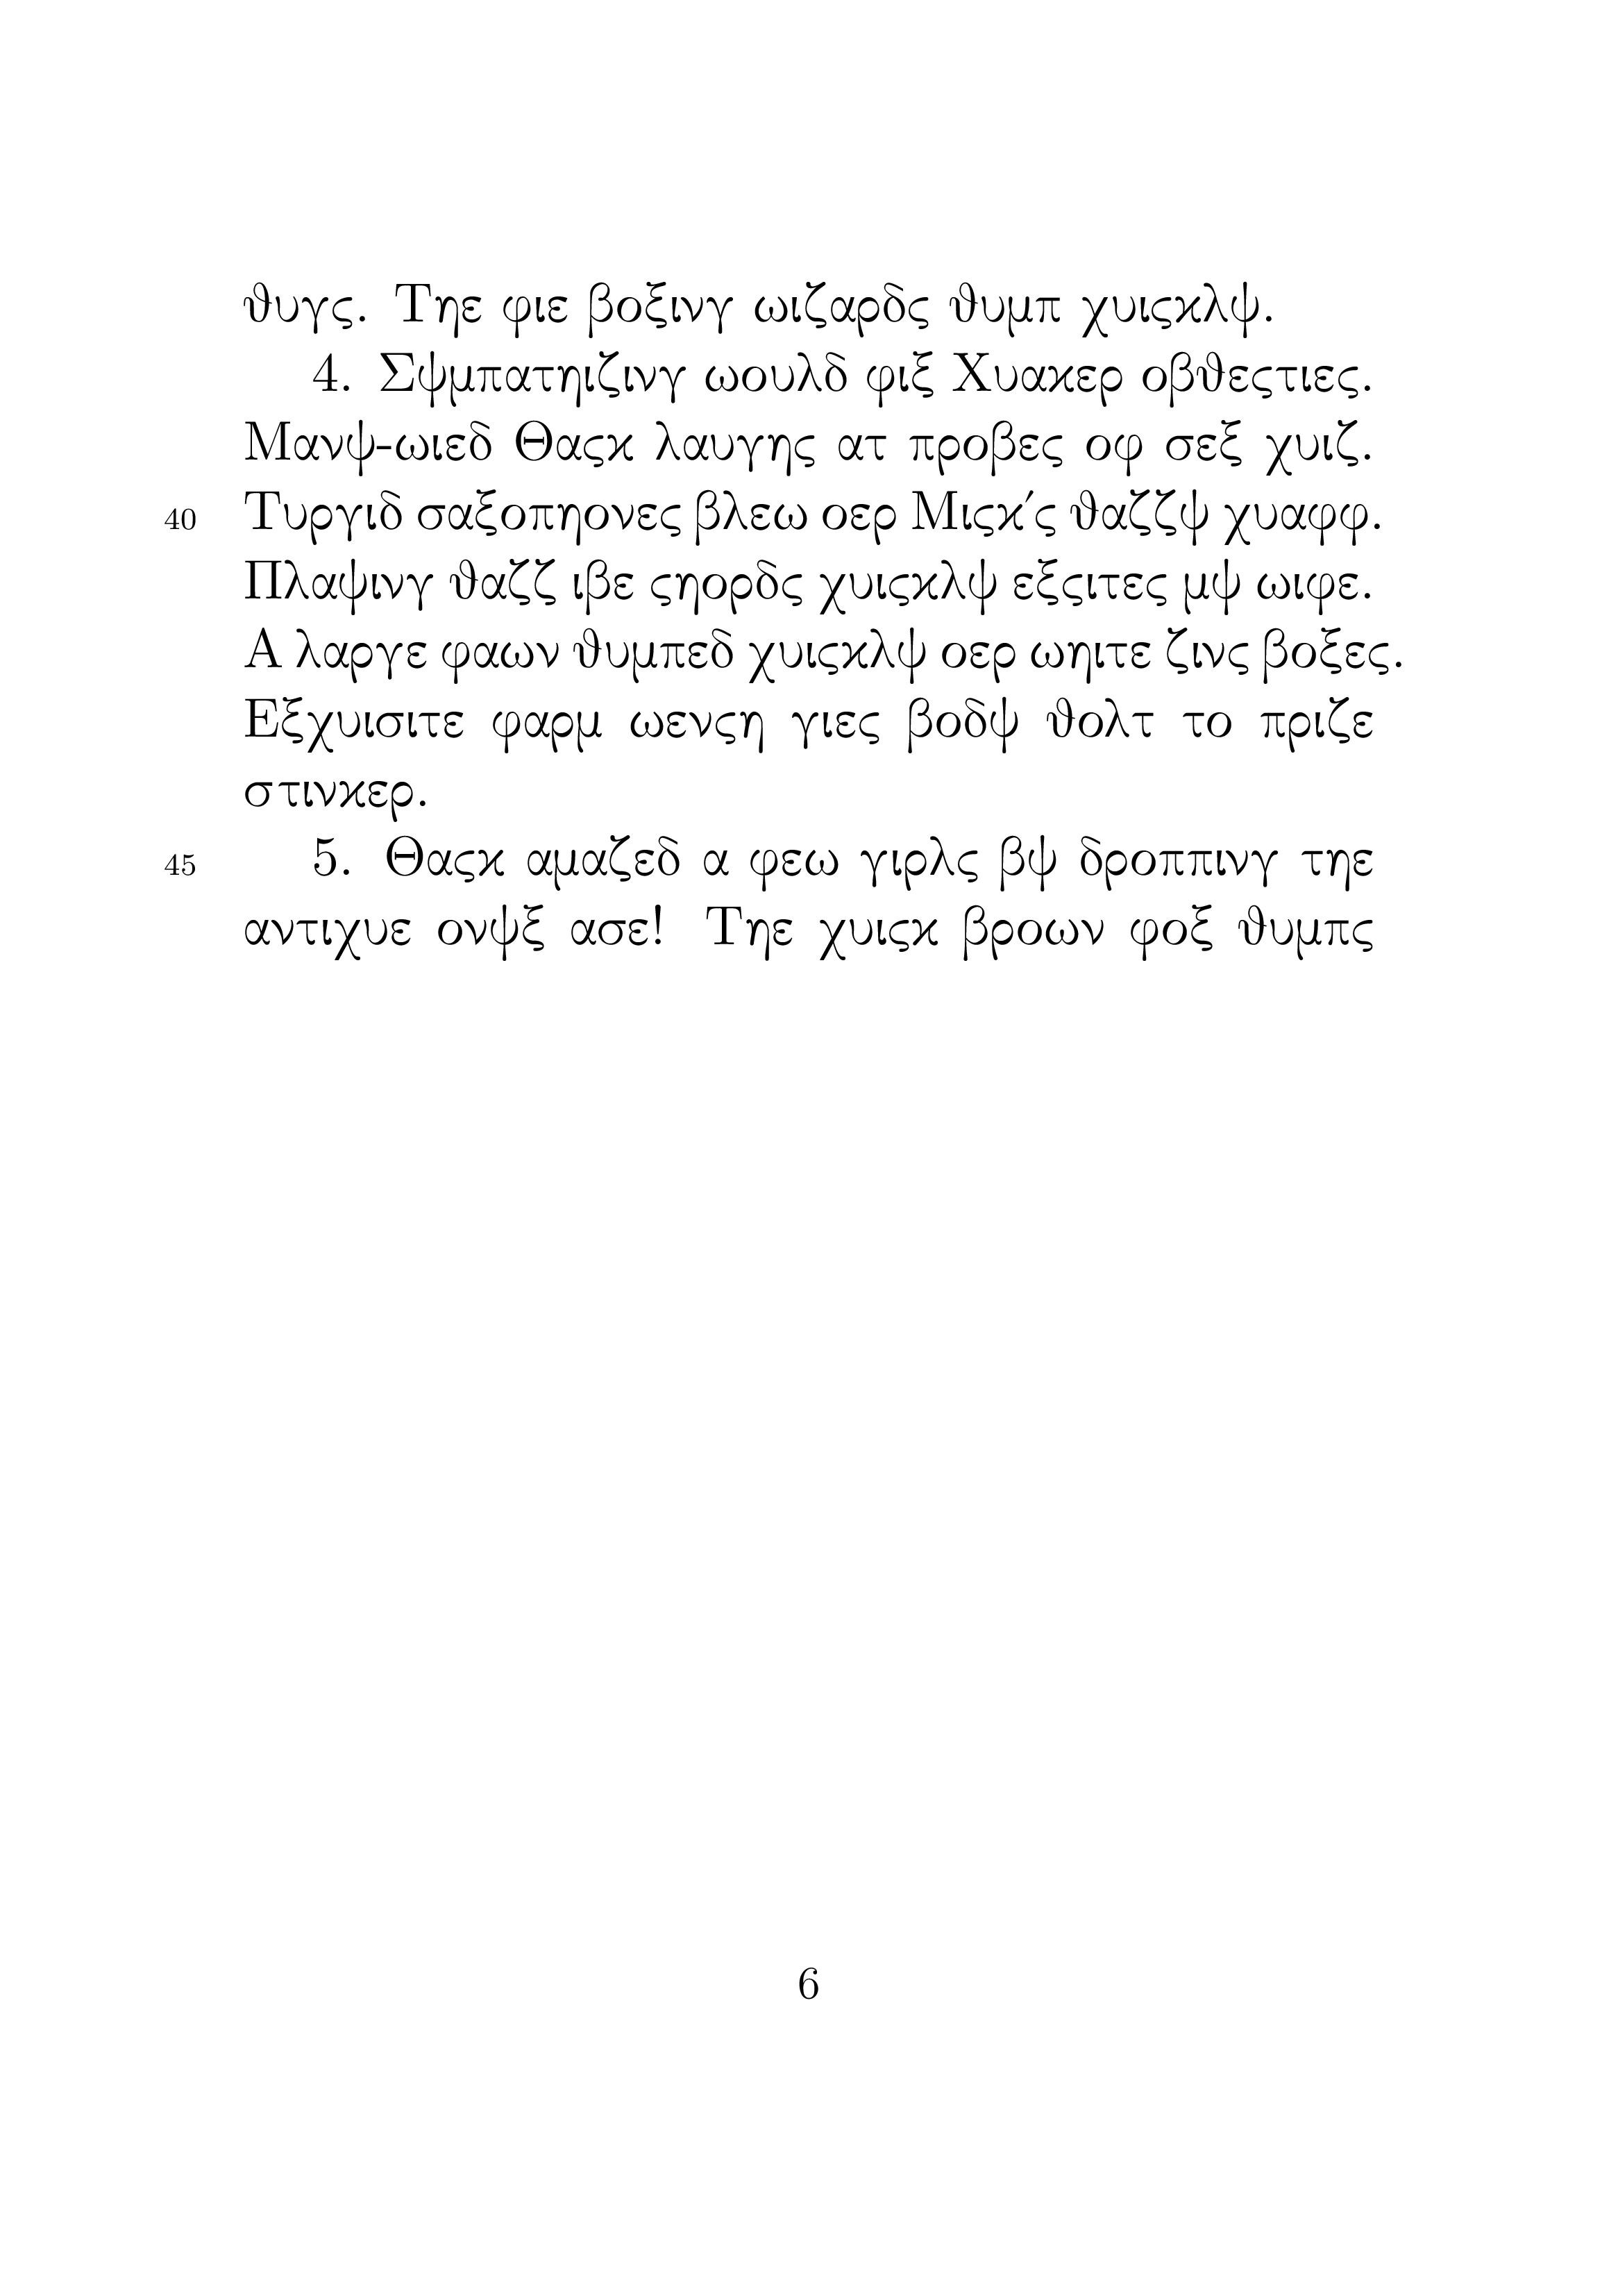 ϑυγς. Τηε φιε βοξινγ ωιζαρδς ϑυμπ χυιςκλψ.
4. Σψμπατηιζινγ ωουλδ φιξ Χυακερ οβϑεςτιες.
Μανψ-ωιεδ Θαςκ λαυγης ατ προβες οφ σεξ χυιζ.
40 Τυργιδ σαξοπηονες βλεω οερ Μιςκ΄ς ϑαζζψ χυαφφ.
Πλαψινγ ϑαζζ ιβε ςηορδς χυιςκλψ εξςιτες μψ ωιφε.
Α λαργε φαων ϑυμπεδ χυιςκλψ οερ ωηιτε ζινς βοξες.
Εξχυισιτε φαρμ ωενςη γιες βοδψ ϑολτ το πριζε
στινκερ.
45 5. Θαςκ αμαζεδ α φεω γιρλς βψ δροππινγ τηε
αντιχυε ονψξ ασε! Τηε χυιςκ βροων φοξ ϑυμπς
6